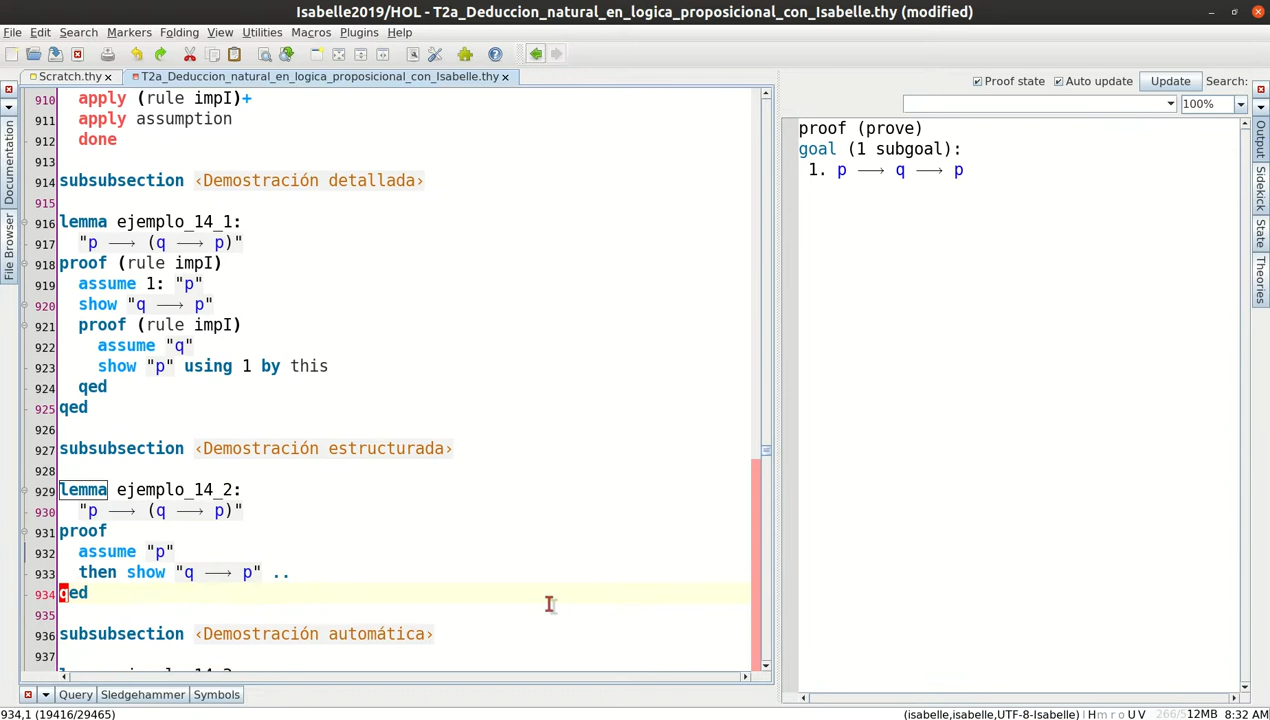 Isabelle2019/HOL - T2a_Deduccion_natural_en_logica_proposicional_con_Isabelle.thy (modified)
File Edit Search Markers Folding View Utilities Macros Plugins Help
Scratch.thy
T2a_Deduccion_natural_en_logica_proposicional_con_Isabelle.thy
Proof state Auto update Update Search:
100%
Documentation
File Browser
910 apply (rule impI)+
911 apply assumption
912 done
913
914 subsubsection ‹Demostración detallada›
915
916 lemma ejemplo_14_1:
917 "p ⟶ (q ⟶ p)"
918 proof (rule impI)
919 assume 1: "p"
920 show "q ⟶ p"
921 proof (rule impI)
922 assume "q"
923 show "p" using 1 by this
924 qed
925 qed
926
927 subsubsection ‹Demostración estructurada›
928
929 lemma ejemplo_14_2:
930 "p ⟶ (q ⟶ p)"
931 proof
932 assume "p"
933 then show "q ⟶ p" ..
934 qed
935
936 subsubsection ‹Demostración automática›
937
proof (prove)
goal (1 subgoal):
1. p ⟶ q ⟶ p
Output
Sidekick
State
Theories
Query Sledgehammer Symbols
934,1 (19416/29465)
(isabelle,isabelle,UTF-8-Isabelle) | H m r o U V 266/512MB 8:32 AM